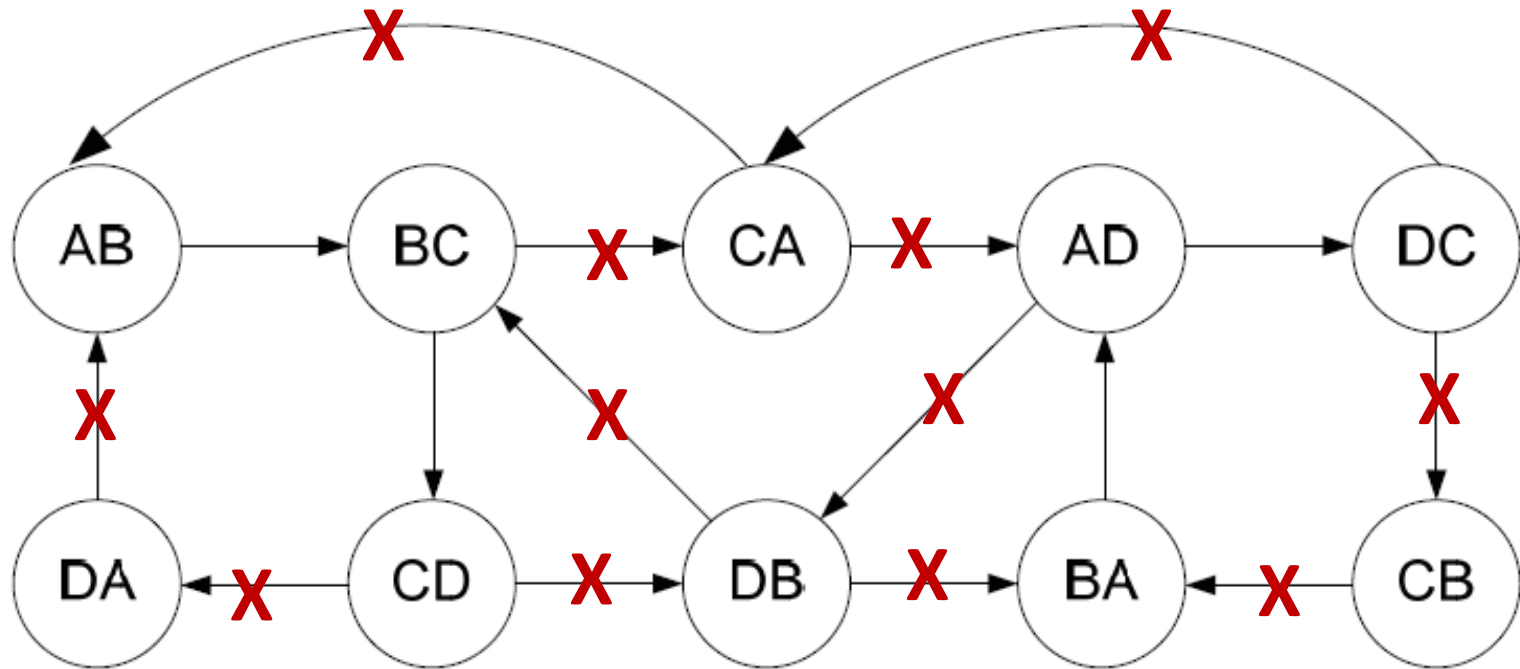 X X
AB BC X CA X AD DC
X X X X
DA X CD X DB X BA X CB